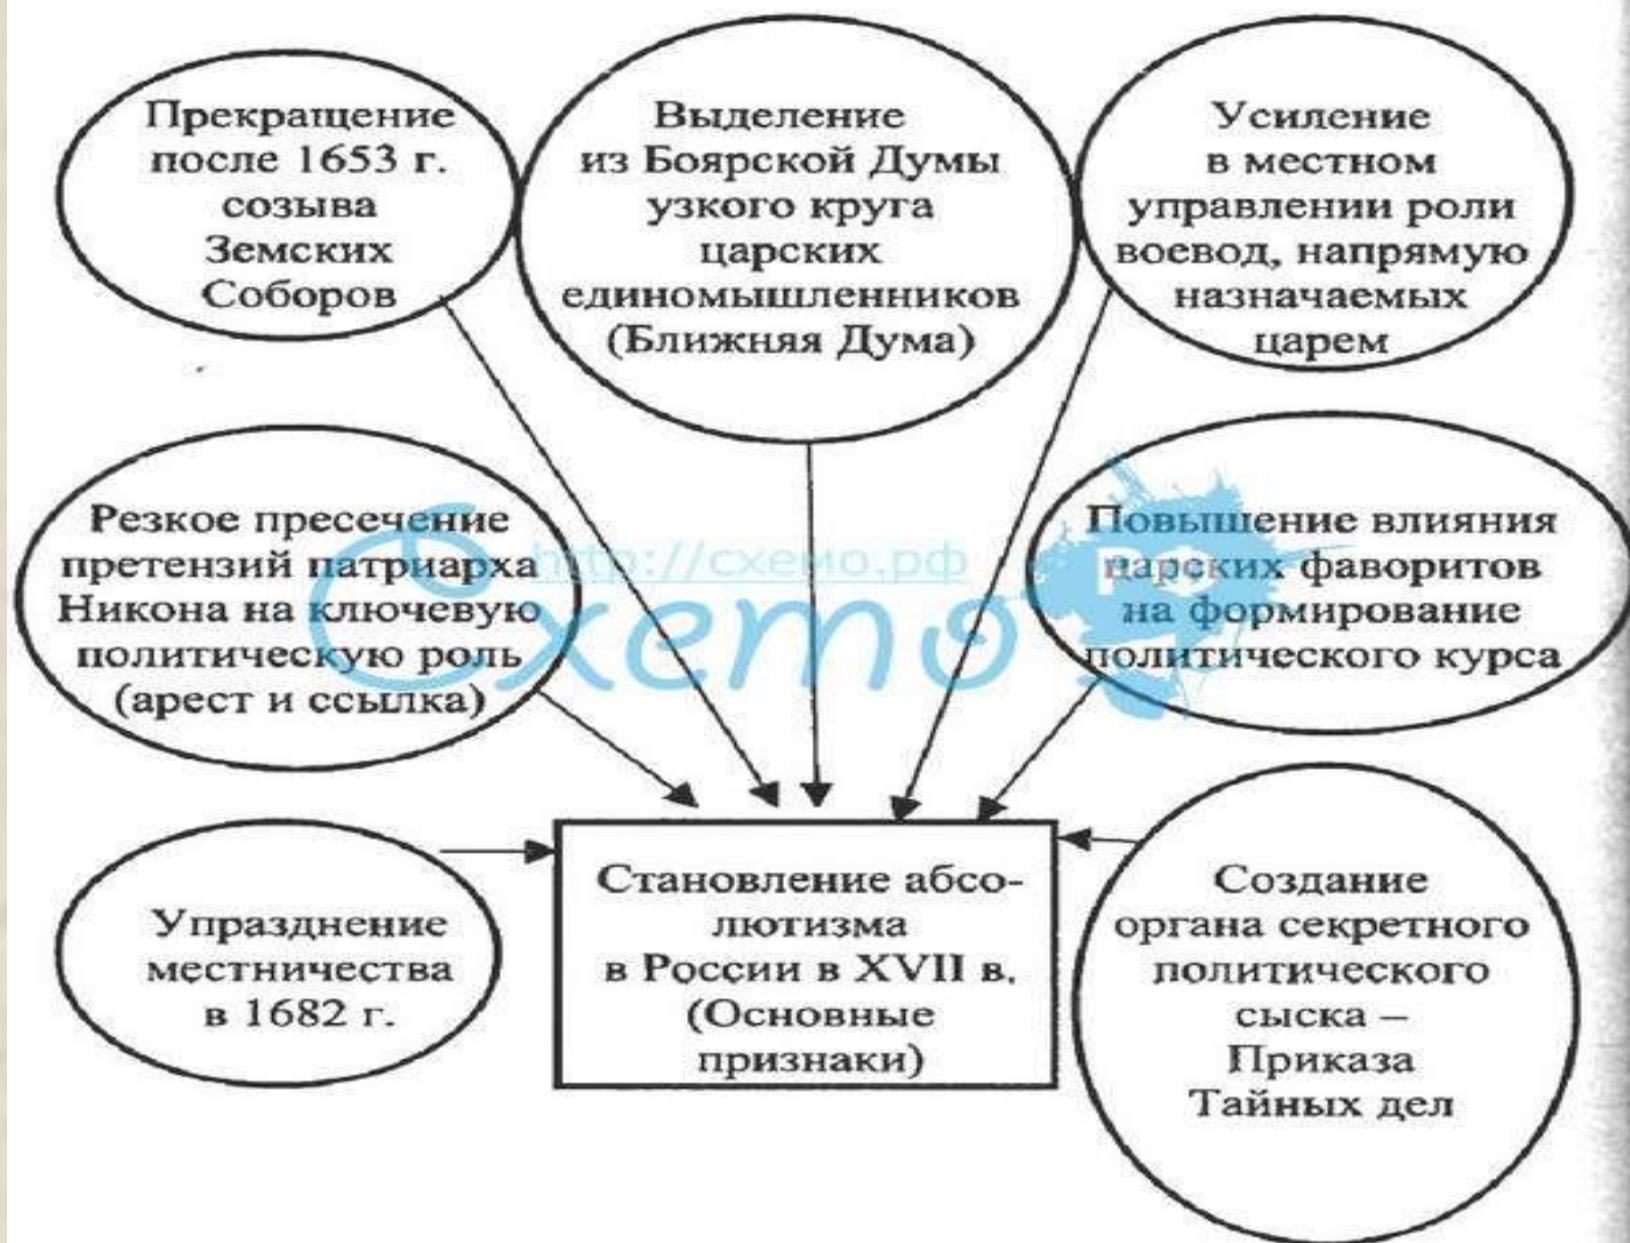 Прекращение
после 1653 г.
созыва
Земских
Соборов
Выделение
из Боярской Думы
узкого круга
царских
единомышленников
(Ближняя Дума)
Усиление
в местном
управлении роли
воевод, напрямую
назначаемых
царем
Резкое пресечение
претензий патриарха
Никона на ключевую
политическую роль
(арест и ссылка)
http://схемо.рф
Схемо
РФ
Повышение влияния
царских фаворитов
на формирование
политического курса
Упразднение
местничества
в 1682 г.
Становление абсо-
лютизма
в России в XVII в.
(Основные
признаки)
Создание
органа секретного
политического
сыска –
Приказа
Тайных дел